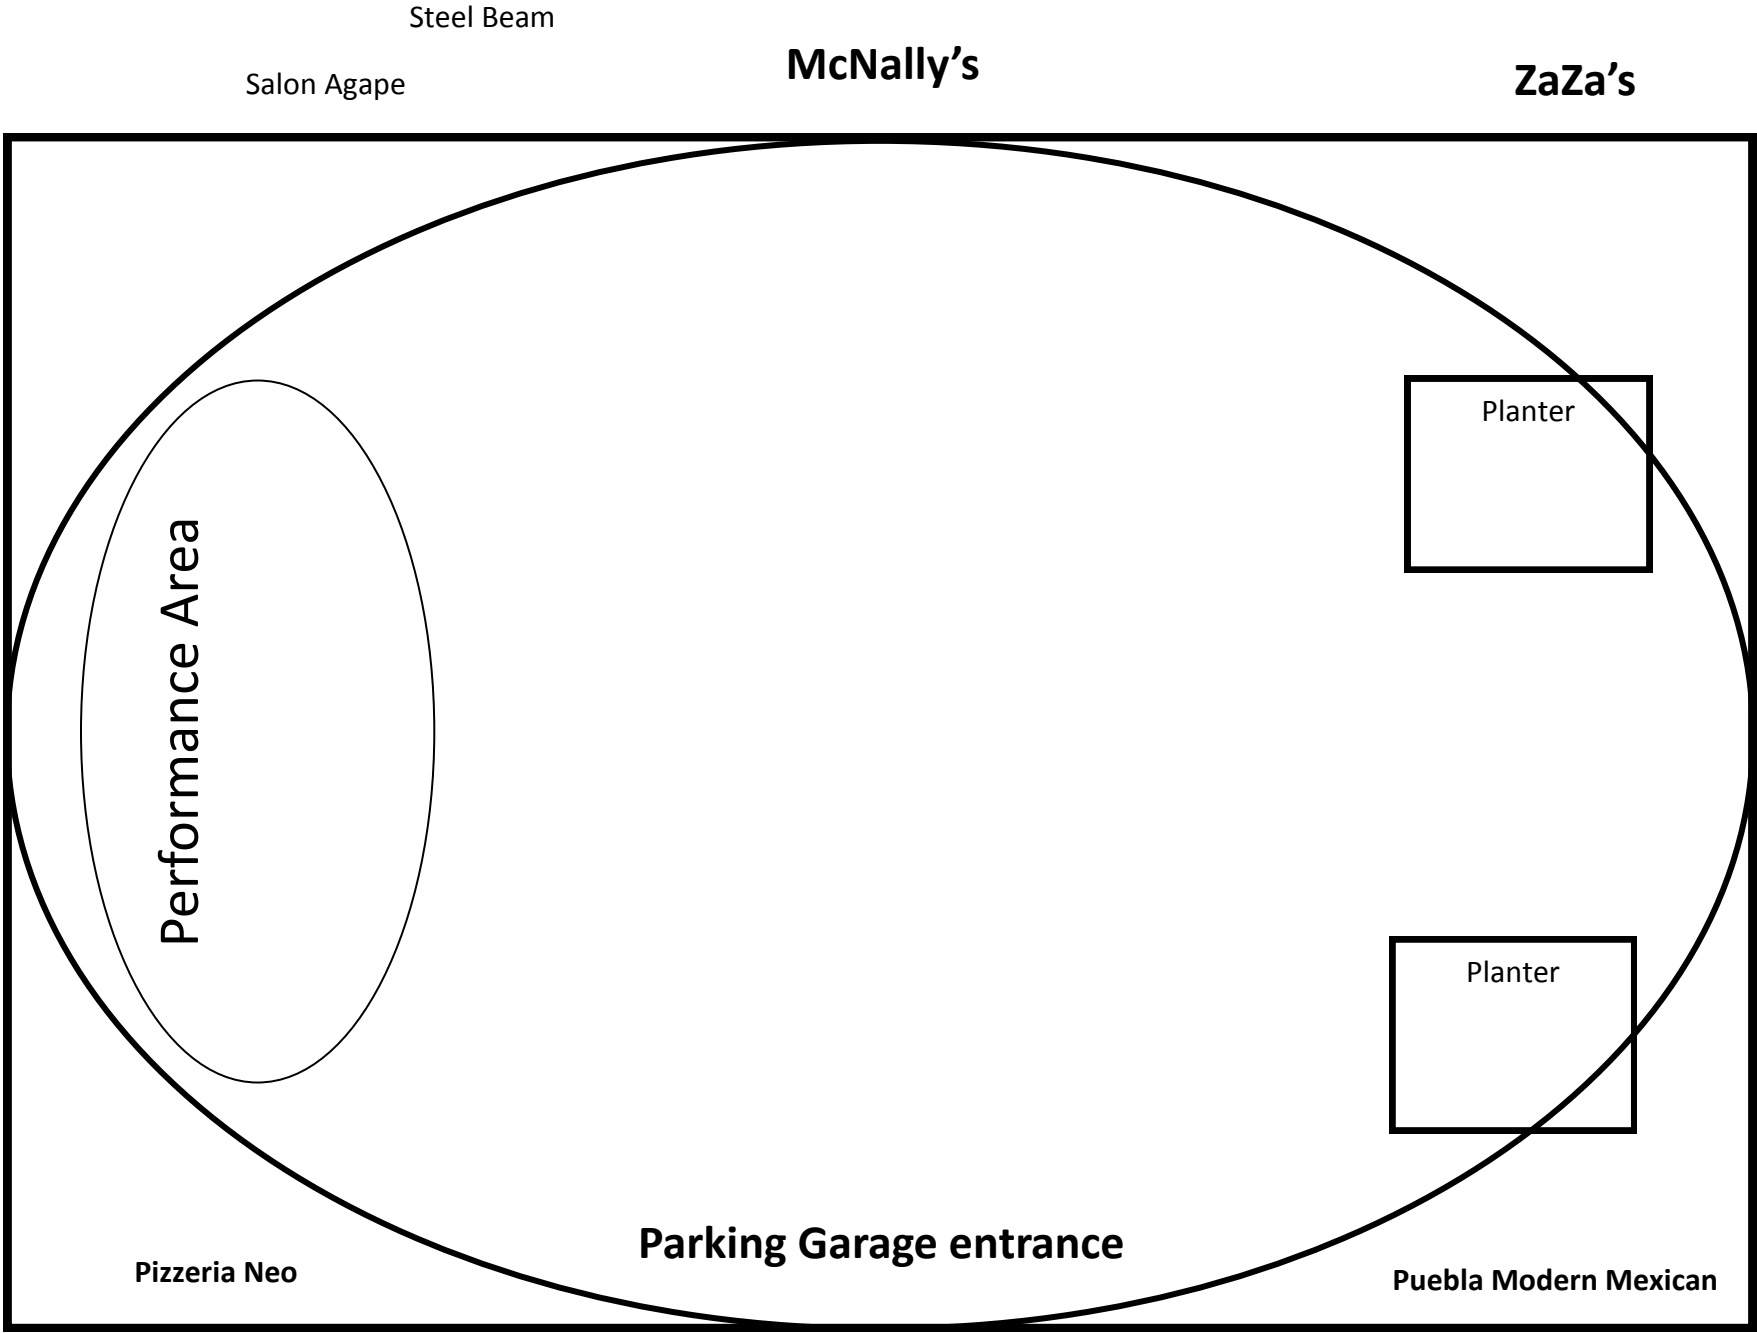 Steel Beam
McNally’s
ZaZa’s
Salon Agape
Planter
Performance Area
Planter
Parking Garage entrance
Pizzeria Neo
Puebla Modern Mexican